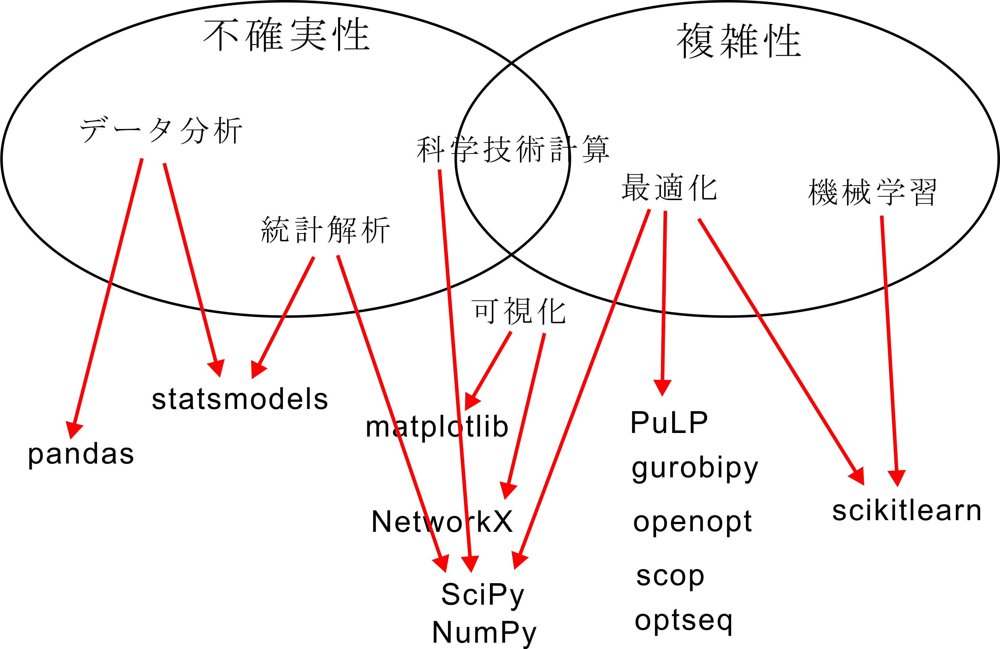 不確実性
複雑性
データ分析
科学技術計算
最適化
機械学習
統計解析
可視化
statsmodels
matplotlib
PuLP
pandas
gurobipy
NetworkX
openopt
scikitlearn
scop
SciPy
optseq
NumPy